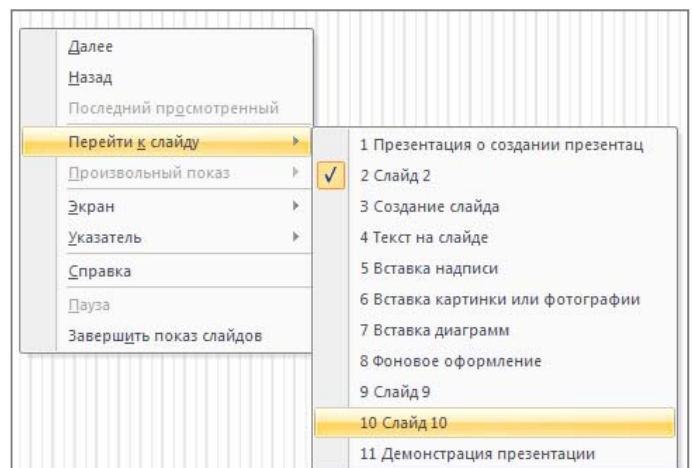 Далее
Назад
Последний просмотренный
Перейти к слайду
Произвольный показ
Экран
Указатель
Справка
Пауза
Завершить показ слайдов
1 Презентация о создании презентац
2 Слайд 2
3 Создание слайда
4 Текст на слайде
5 Вставка надписи
6 Вставка картинки или фотографии
7 Вставка диаграмм
8 Фоновое оформление
9 Слайд 9
10 Слайд 10
11 Демонстрация презентации